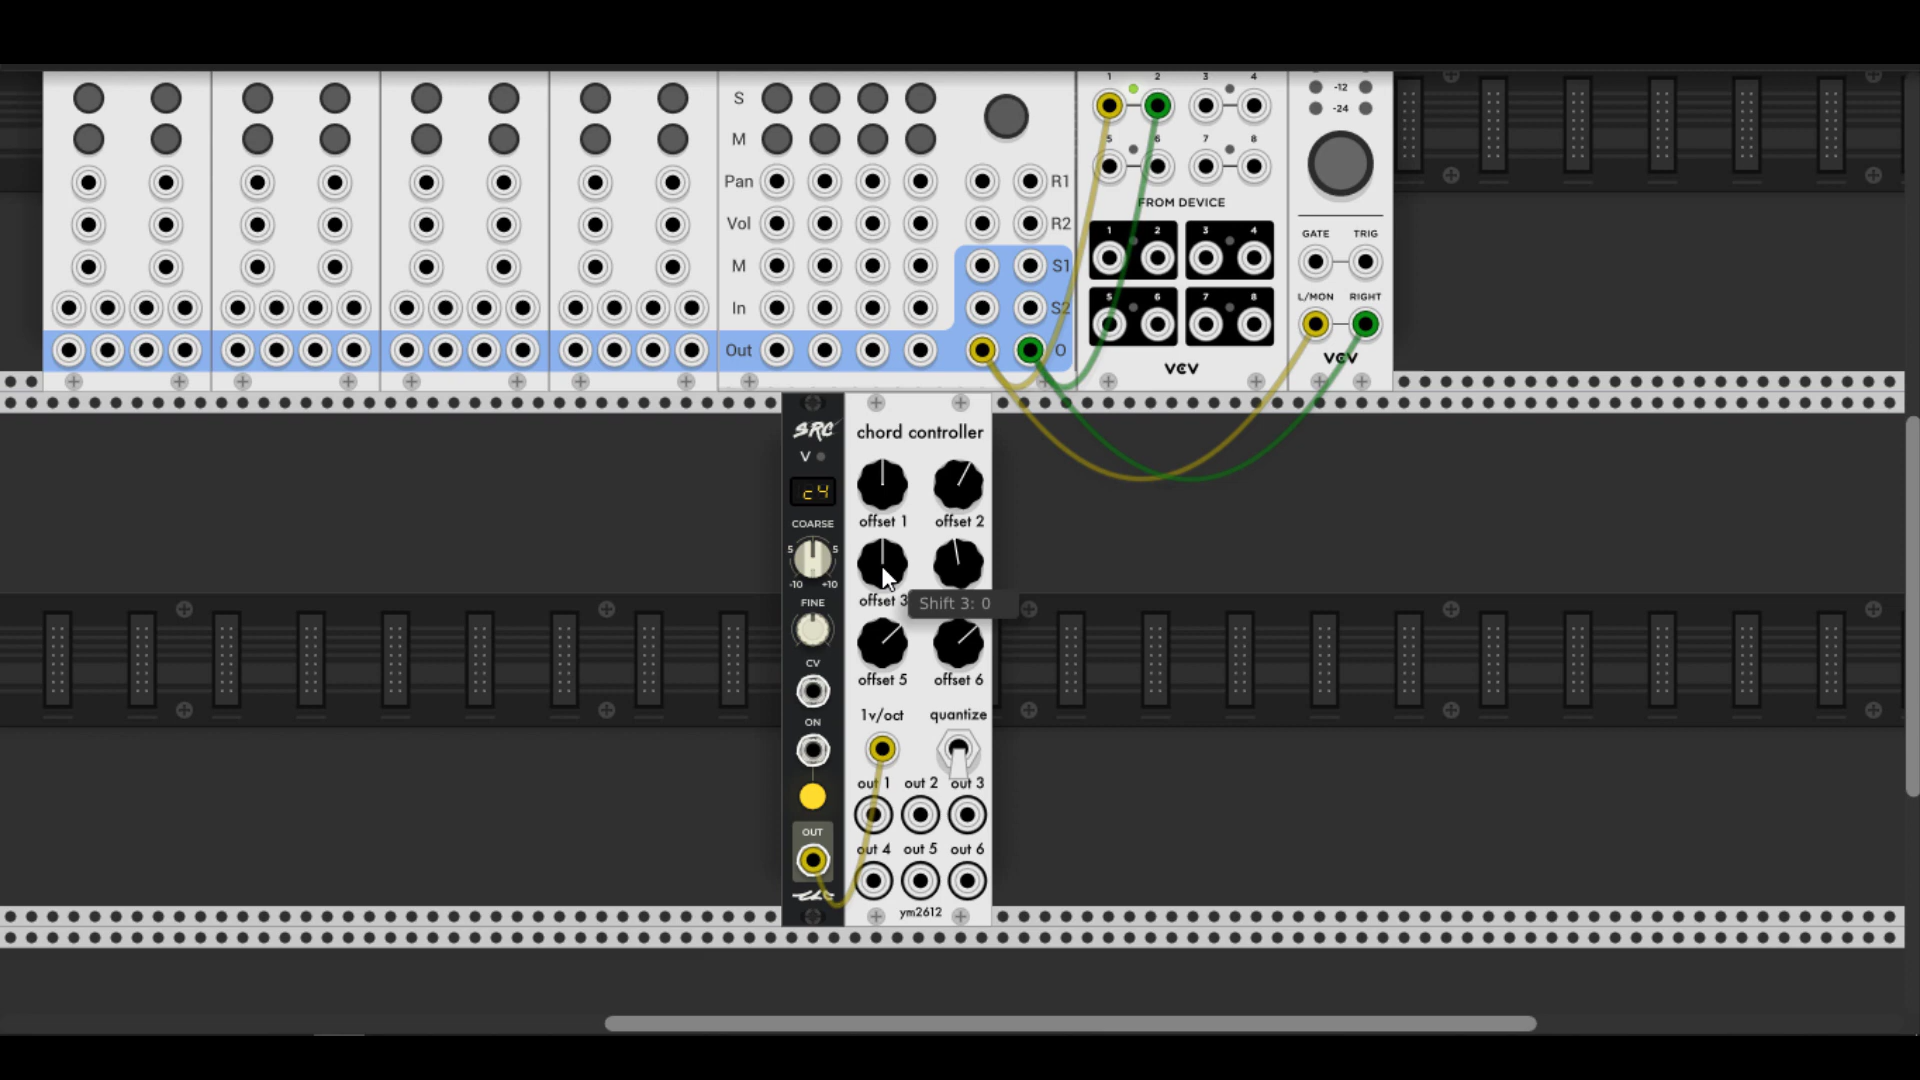 1 2 3 4
-12
-24
S
M
5 6 7 8
Pan
R1
FROM DEVICE
Vol
R2
1 2 3 4
GATE TRIG
M
S1
In
S2
5 6 7 8
L/MON RIGHT
Out
O
VCV
VCV
SRC
V
c4
COARSE
5 5
-10 +10
FINE
CV
ON
OUT
chord controller
offset 1 offset 2
offset 3
Shift 3: 0
offset 5 offset 6
1v/oct quantize
out 1 out 2 out 3
out 4 out 5 out 6
ym2612